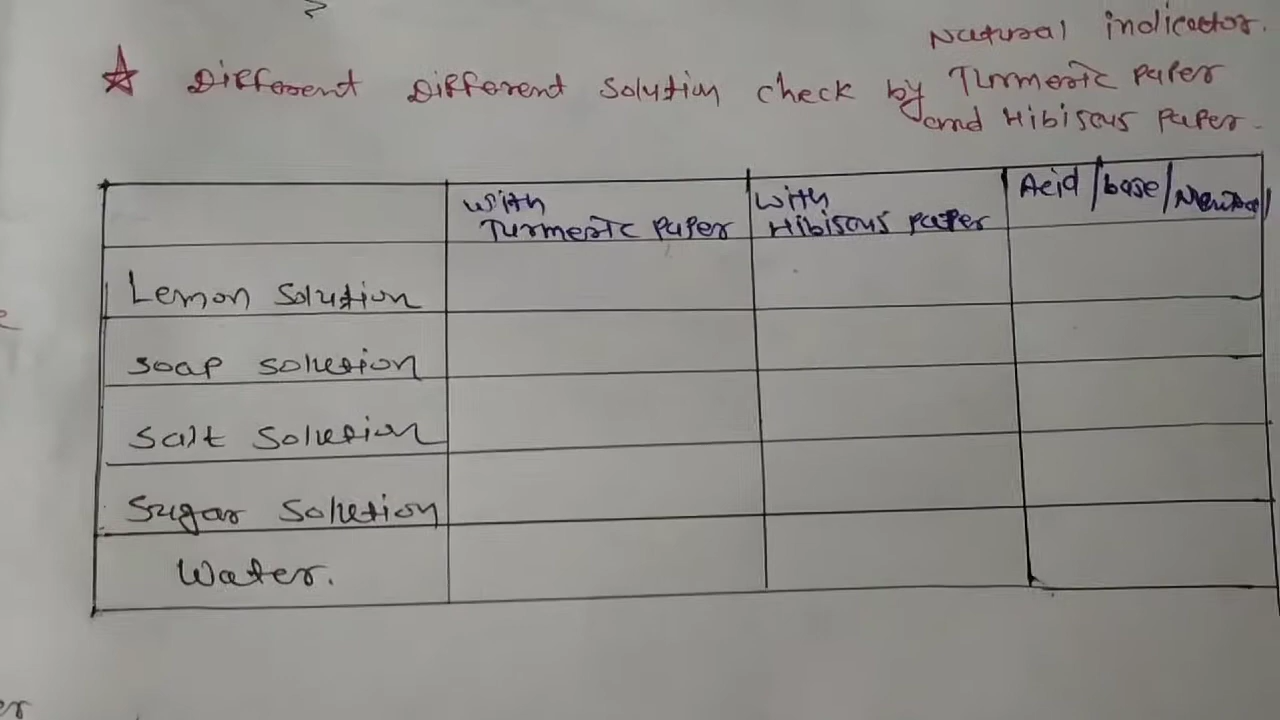 Natural indicator.
☆ Different Different Solution check by Turmeric Paper
and Hibiscus Paper.
with Turmeric Paper
with Hibiscus Paper
Acid / base / Neutral
Lemon Solution
Soap solution
Salt Solution
Sugar Solution
Water.